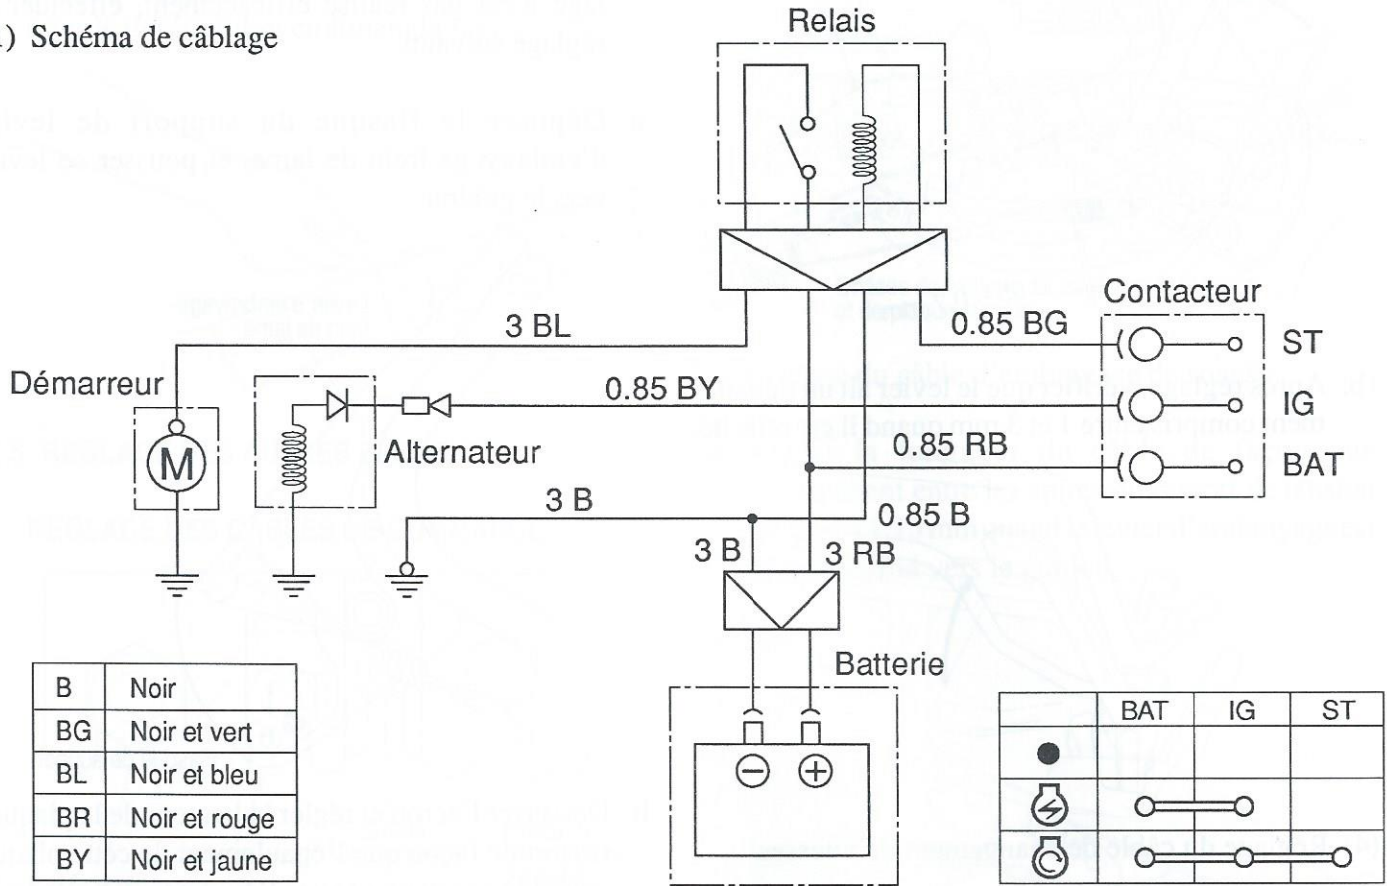 1) Schéma de câblage
Relais
Contacteur
3 BL
0.85 BG
ST
Démarreur
0.85 BY
IG
M
Alternateur
0.85 RB
BAT
3 B
0.85 B
3 B
3 RB
Batterie
− +
B Noir
BG Noir et vert
BL Noir et bleu
BR Noir et rouge
BY Noir et jaune
BAT IG ST